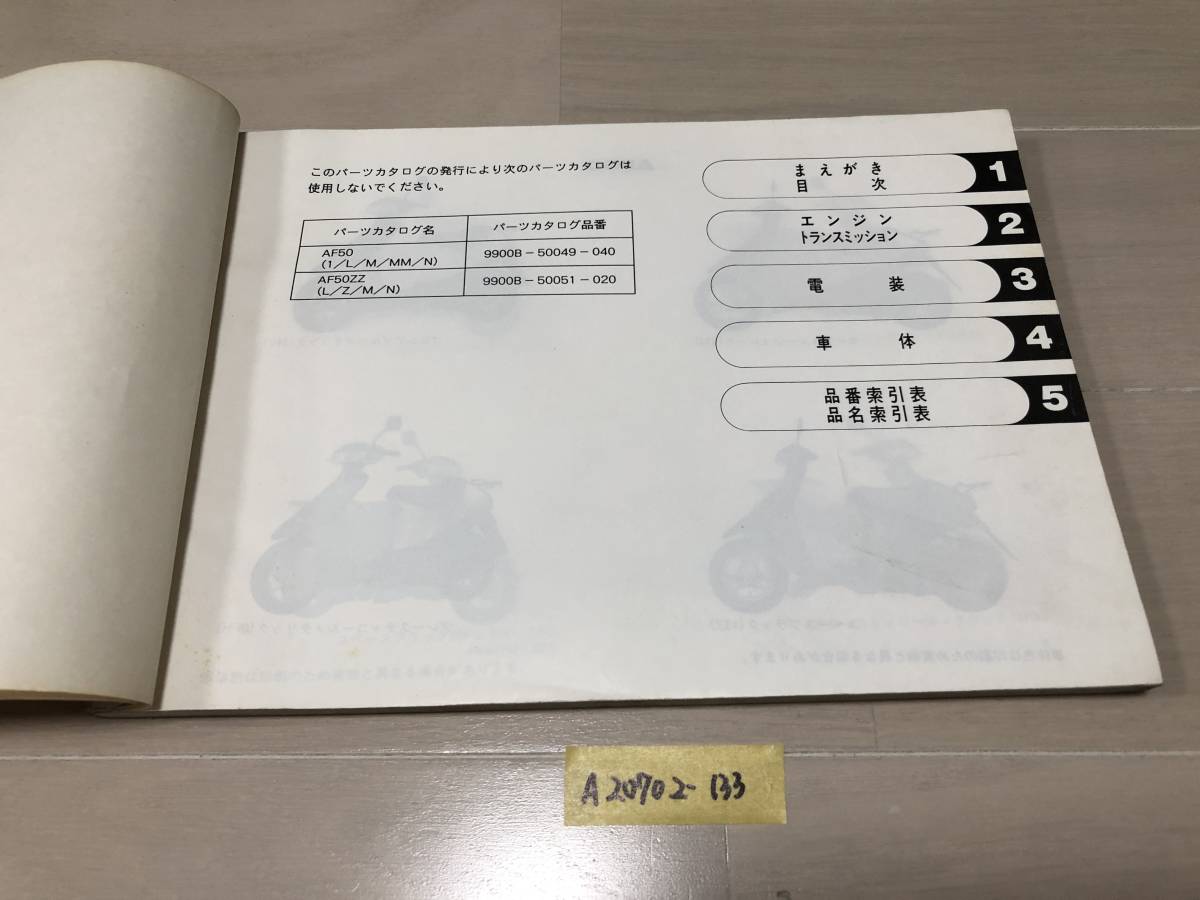 このパーツカタログの発行により次のパーツカタログは
使用しないでください。
パーツカタログ名 パーツカタログ品番
AF50
(1/L/M/MM/N) 9900B-50049-040
AF50ZZ
(L/Z/M/N) 9900B-50051-020
まえがき
目次 1
エンジン
トランスミッション 2
電装 3
車体 4
品番索引表
品名索引表 5
A20702-133